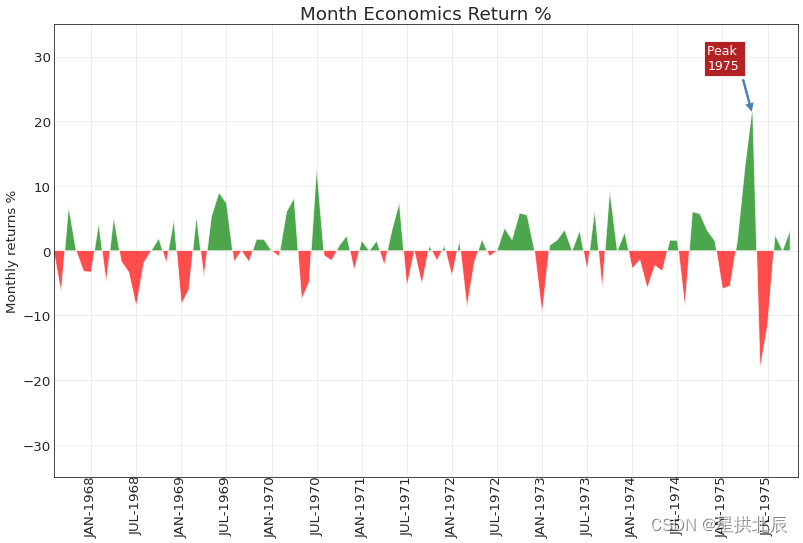 Month Economics Return %
Peak
1975
Monthly returns %
30
20
10
0
−10
−20
−30
JAN-1968
JUL-1968
JAN-1969
JUL-1969
JAN-1970
JUL-1970
JAN-1971
JUL-1971
JAN-1972
JUL-1972
JAN-1973
JUL-1973
JAN-1974
JUL-1974
JAN-1975
JUL-1975
CSDN @星拱北辰